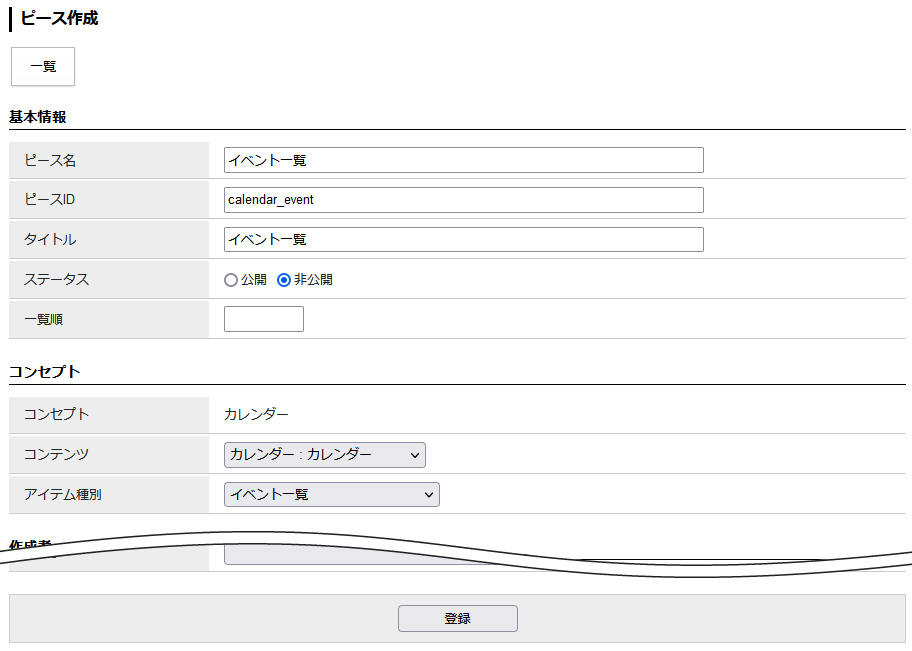 ピース作成
一覧
基本情報
ピース名 イベント一覧
ピースID calendar_event
タイトル イベント一覧
ステータス 公開 非公開
一覧順
コンセプト
コンセプト カレンダー
コンテンツ カレンダー : カレンダー
アイテム種別 イベント一覧
作成者
登録